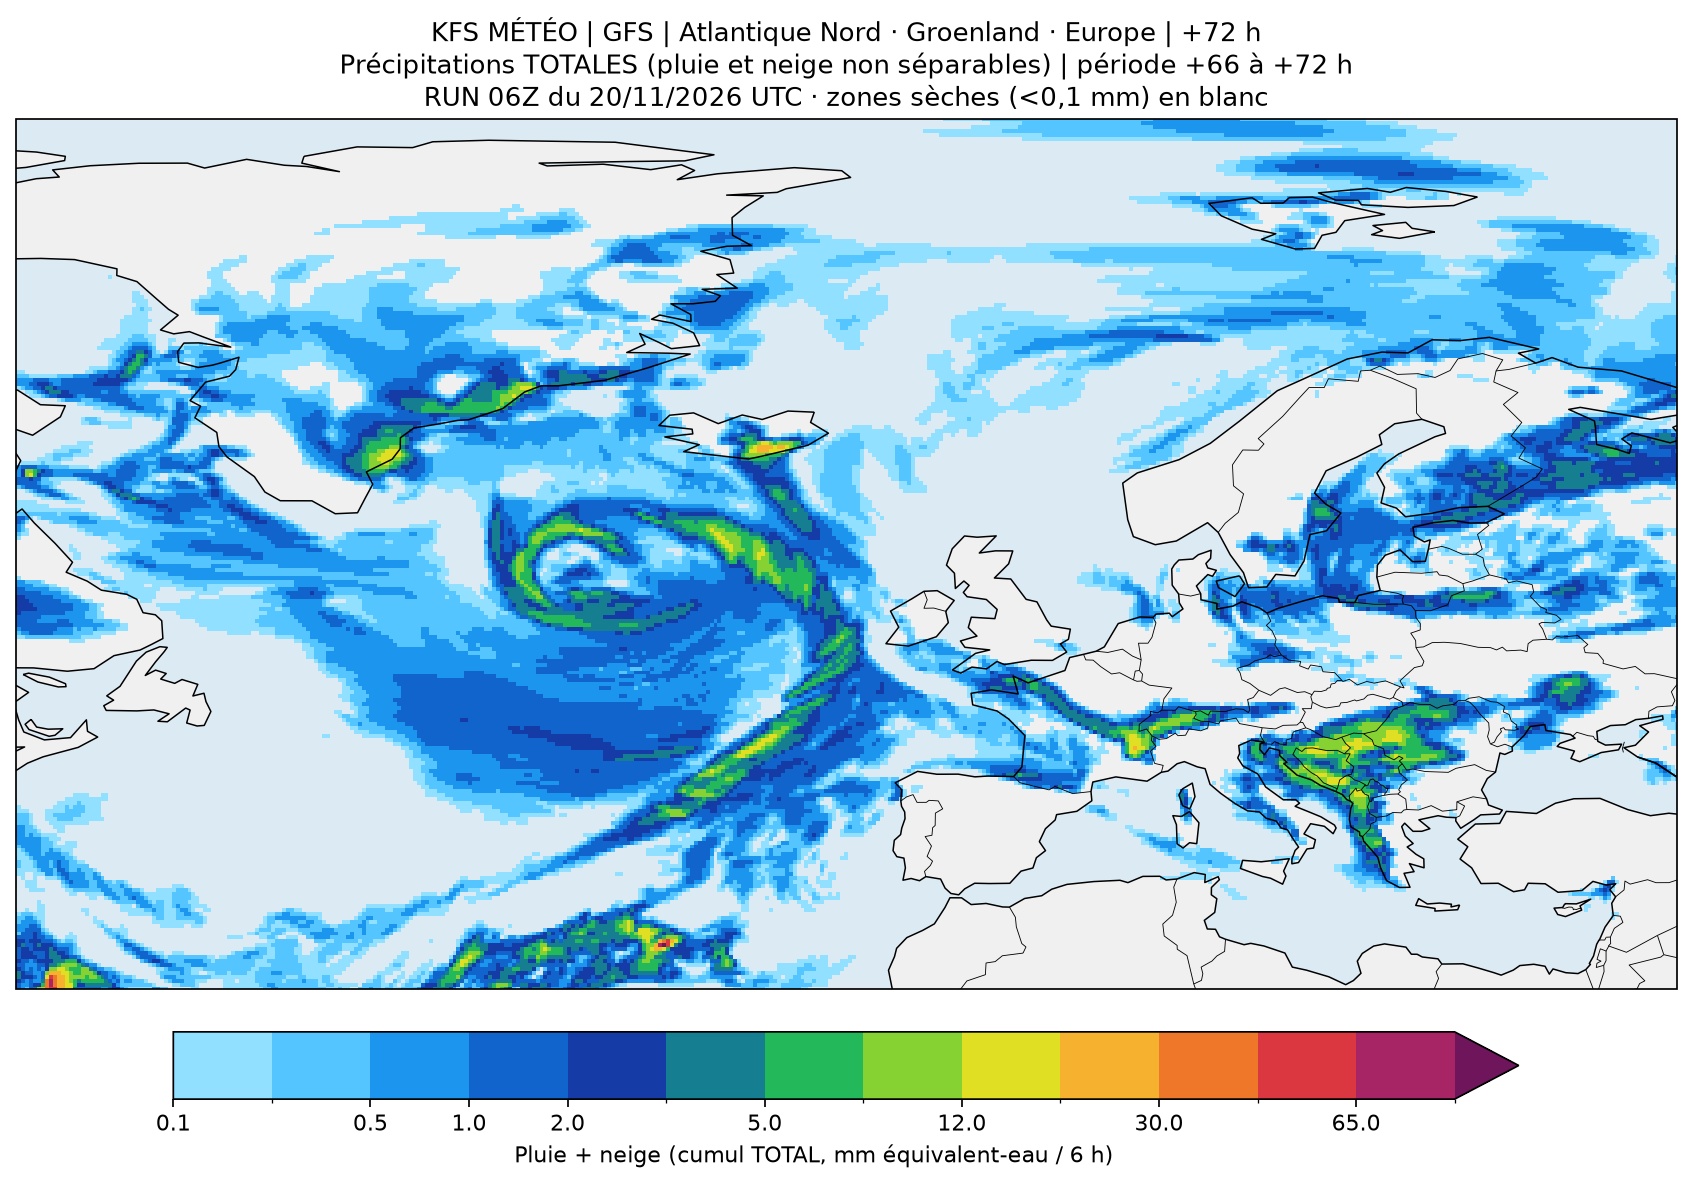 KFS MÉTÉO | GFS | Atlantique Nord · Groenland · Europe | +72 h
Précipitations TOTALES (pluie et neige non séparables) | période +66 à +72 h
RUN 06Z du 20/11/2026 UTC · zones sèches (<0,1 mm) en blanc
0.1 0.5 1.0 2.0 5.0 12.0 30.0 65.0
Pluie + neige (cumul TOTAL, mm équivalent-eau / 6 h)